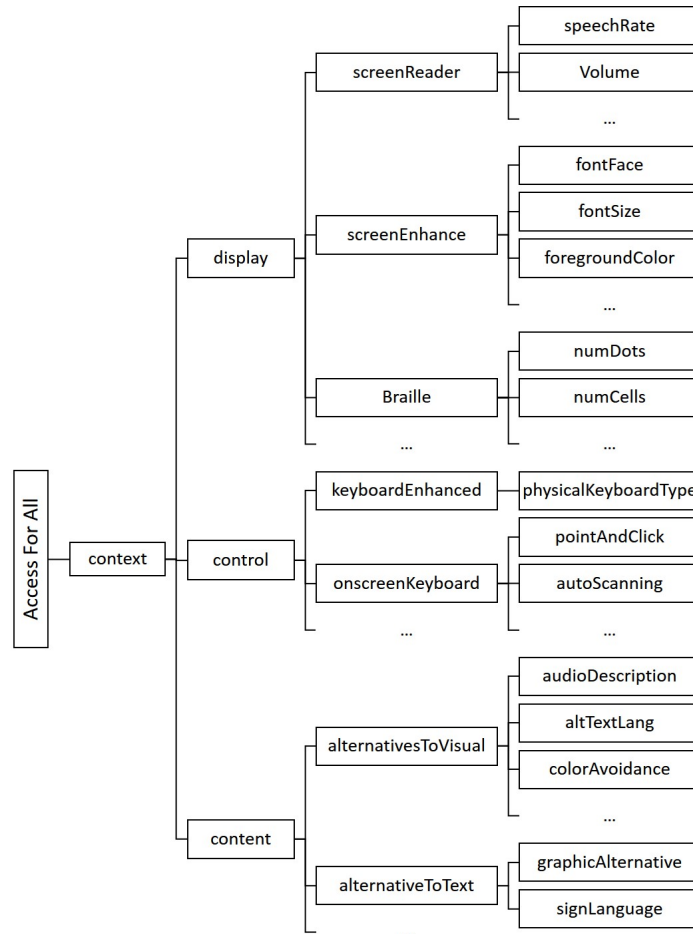 Access For All
context
display
screenReader
speechRate
Volume
...
screenEnhance
fontFace
fontSize
foregroundColor
...
Braille
numDots
numCells
...
...
control
keyboardEnhanced
physicalKeyboardType
onscreenKeyboard
pointAndClick
autoScanning
...
...
content
alternativesToVisual
audioDescription
altTextLang
colorAvoidance
...
alternativeToText
graphicAlternative
signLanguage
...